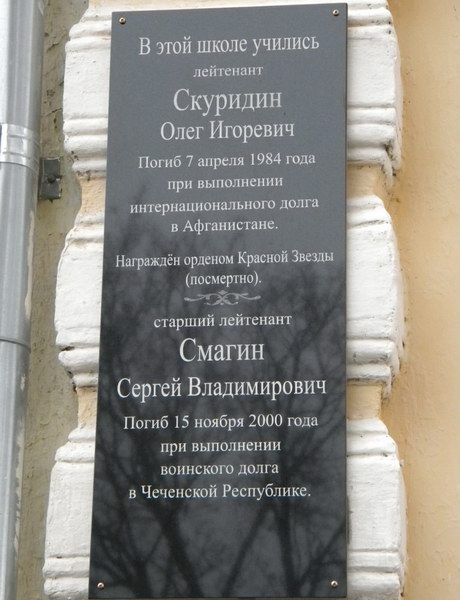 В этой школе учились
лейтенант
Скуридин
Олег Игоревич
Погиб 7 апреля 1984 года
при выполнении
интернационального долга
в Афганистане.
Награждён орденом Красной Звезды
(посмертно).
старший лейтенант
Смагин
Сергей Владимирович
Погиб 15 ноября 2000 года
при выполнении
воинского долга
в Чеченской Республике.